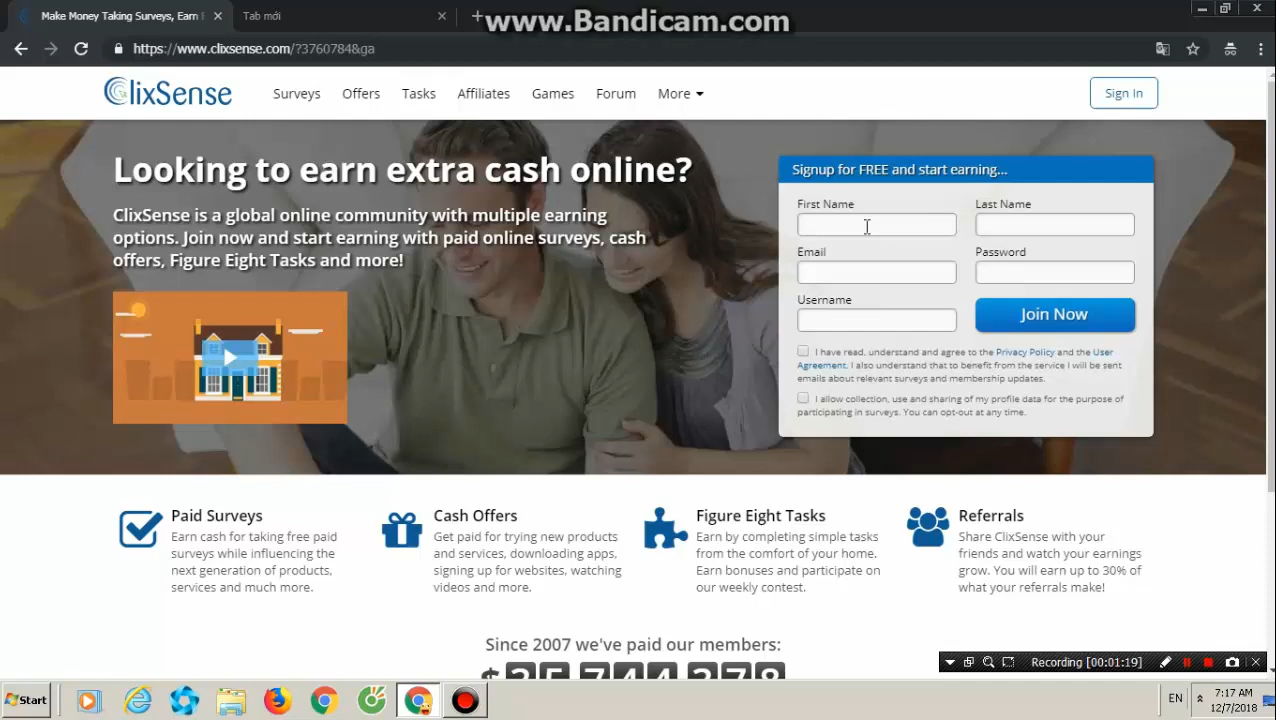 Make Money Taking Surveys, Earn F
Tab mới
www.Bandicam.com
https://www.clixsense.com/?3760784&ga
ClixSense
Surveys
Offers
Tasks
Affiliates
Games
Forum
More
Sign In
Looking to earn extra cash online?
ClixSense is a global online community with multiple earning
options. Join now and start earning with paid online surveys, cash
offers, Figure Eight Tasks and more!
Signup for FREE and start earning...
First Name
Last Name
Email
Password
Username
Join Now
I have read, understand and agree to the Privacy Policy and the User
Agreement. I also understand that to benefit from the service I will be sent
emails about relevant surveys and membership updates.
I allow collection, use and sharing of my profile data for the purpose of
participating in surveys. You can opt-out at any time.
Paid Surveys
Earn cash for taking free paid
surveys while influencing the
next generation of products,
services and much more.
Cash Offers
Get paid for trying new products
and services, downloading apps,
signing up for websites, watching
videos and more.
Figure Eight Tasks
Earn by completing simple tasks
from the comfort of your home.
Earn bonuses and participate on
our weekly contest.
Referrals
Share ClixSense with your
friends and watch your earnings
grow. You will earn up to 30% of
what your referrals make!
Since 2007 we've paid our members:
Recording [00:01:19]
Start
EN
7:17 AM
12/7/2018